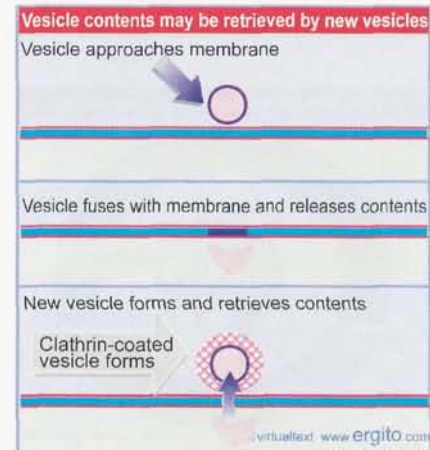 Vesicle contents may be retrieved by new vesicles
Vesicle approaches membrane
Vesicle fuses with membrane and releases contents
New vesicle forms and retrieves contents
Clathrin-coated
vesicle forms
virtualtext www.ergito.com